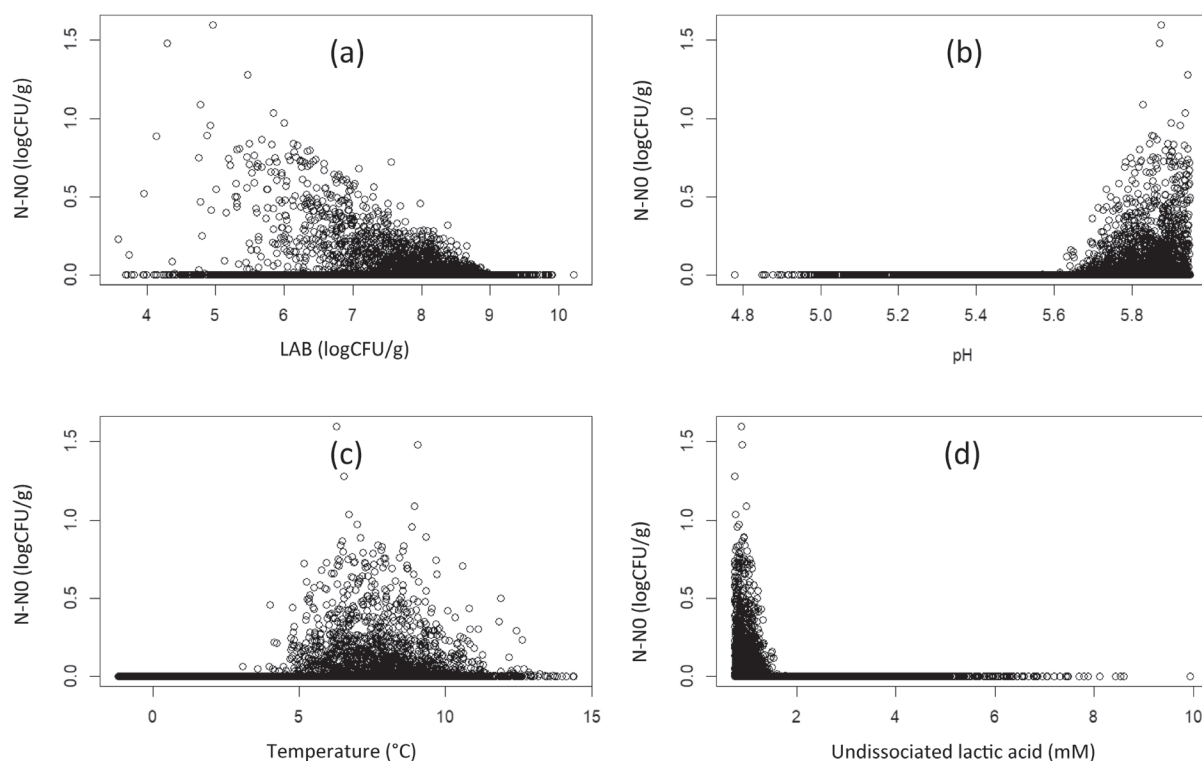 (a)
N-N0 (logCFU/g)
0.0 0.5 1.0 1.5
4 5 6 7 8 9 10
LAB (logCFU/g)
(b)
N-N0 (logCFU/g)
0.0 0.5 1.0 1.5
4.8 5.0 5.2 5.4 5.6 5.8
pH
(c)
N-N0 (logCFU/g)
0.0 0.5 1.0 1.5
0 5 10 15
Temperature (°C)
(d)
N-N0 (logCFU/g)
0.0 0.5 1.0 1.5
2 4 6 8 10
Undissociated lactic acid (mM)